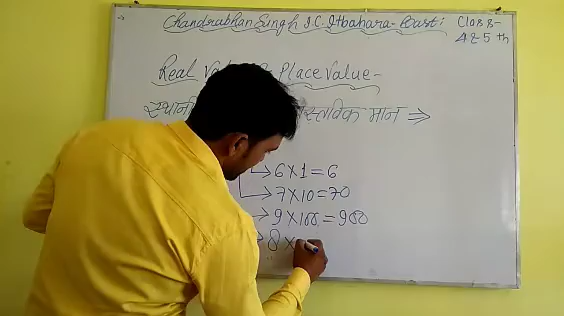 Chandrabhan Singh I.C. Itbahara - Basti
Class-
4 & 5 th
Real Place Value -
मान ⇒
→ 6 × 1 = 6
→ 7 × 10 = 70
→ 9 × 100 = 900
→ 8 ×